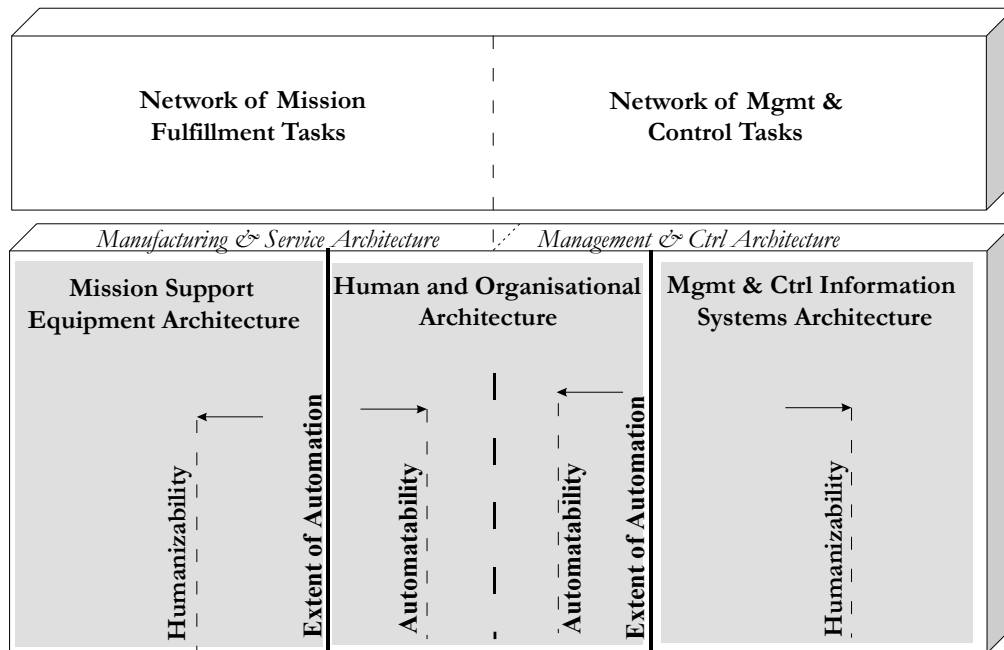 Network of Mission
Fulfillment Tasks
Network of Mgmt &
Control Tasks
Manufacturing & Service Architecture
Management & Ctrl Architecture
Mission Support
Equipment Architecture
Human and Organisational
Architecture
Mgmt & Ctrl Information
Systems Architecture
Humanizability
Extent of Automation
Automatability
Automatability
Extent of Automation
Humanizability